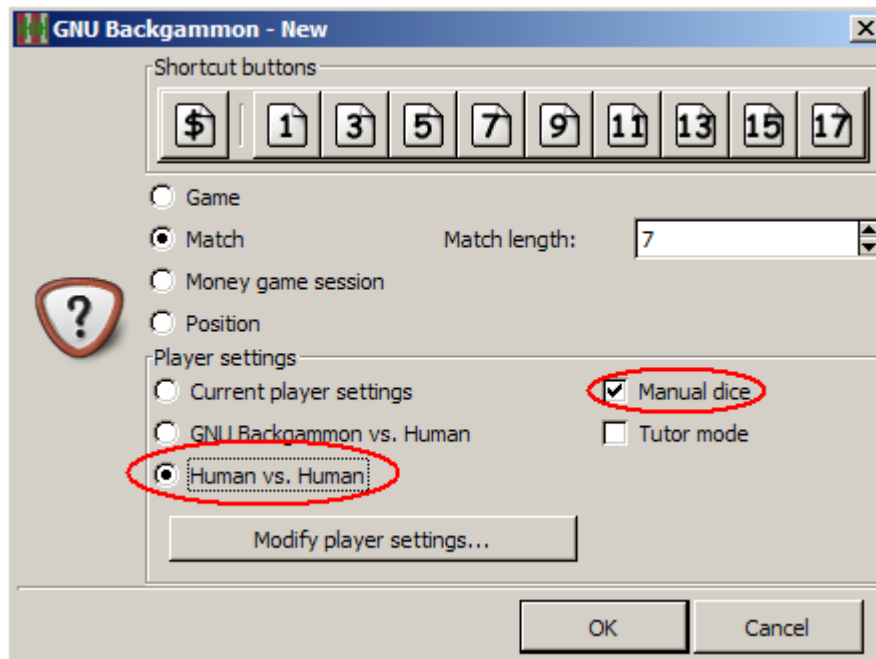 GNU Backgammon - New
Shortcut buttons
$ 1 3 5 7 9 11 13 15 17
Game
Match Match length: 7
Money game session
Position
?
Player settings
Current player settings Manual dice
GNU Backgammon vs. Human Tutor mode
Human vs. Human
Modify player settings...
OK Cancel